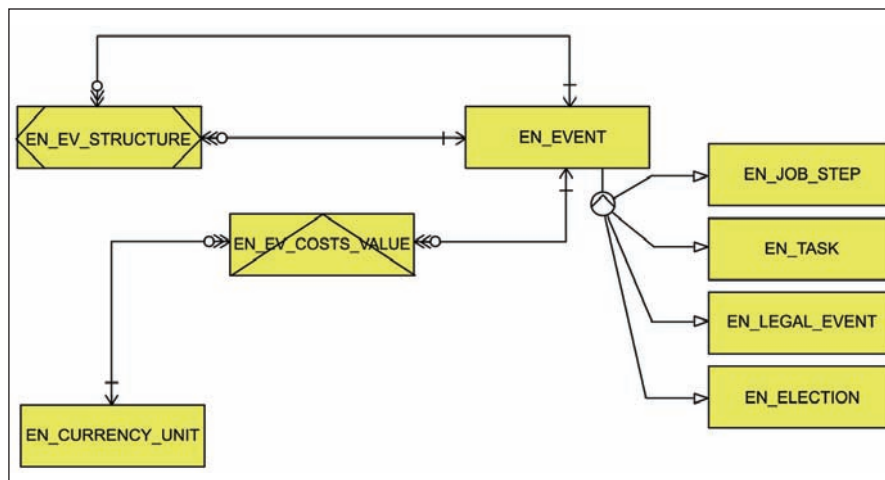 EN_EV_STRUCTURE
EN_EVENT
EN_JOB_STEP
EN_EV_COSTS_VALUE
EN_TASK
EN_LEGAL_EVENT
EN_ELECTION
EN_CURRENCY_UNIT